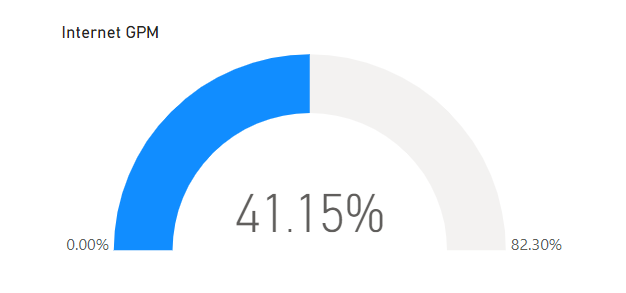 Internet GPM
41.15%
0.00%
82.30%